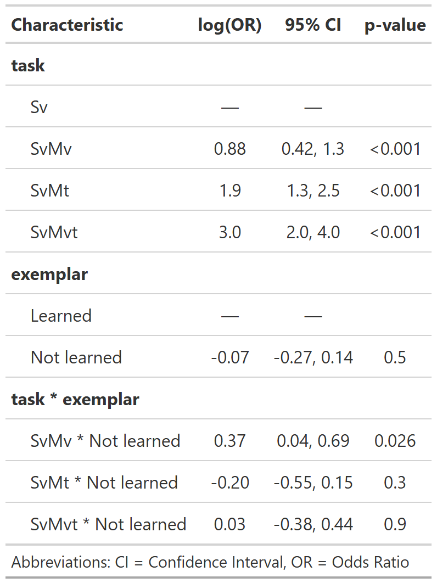 Characteristic log(OR) 95% CI p-value
task
Sv — —
SvMv 0.88 0.42, 1.3 <0.001
SvMt 1.9 1.3, 2.5 <0.001
SvMvt 3.0 2.0, 4.0 <0.001
exemplar
Learned — —
Not learned -0.07 -0.27, 0.14 0.5
task * exemplar
SvMv * Not learned 0.37 0.04, 0.69 0.026
SvMt * Not learned -0.20 -0.55, 0.15 0.3
SvMvt * Not learned 0.03 -0.38, 0.44 0.9
Abbreviations: CI = Confidence Interval, OR = Odds Ratio